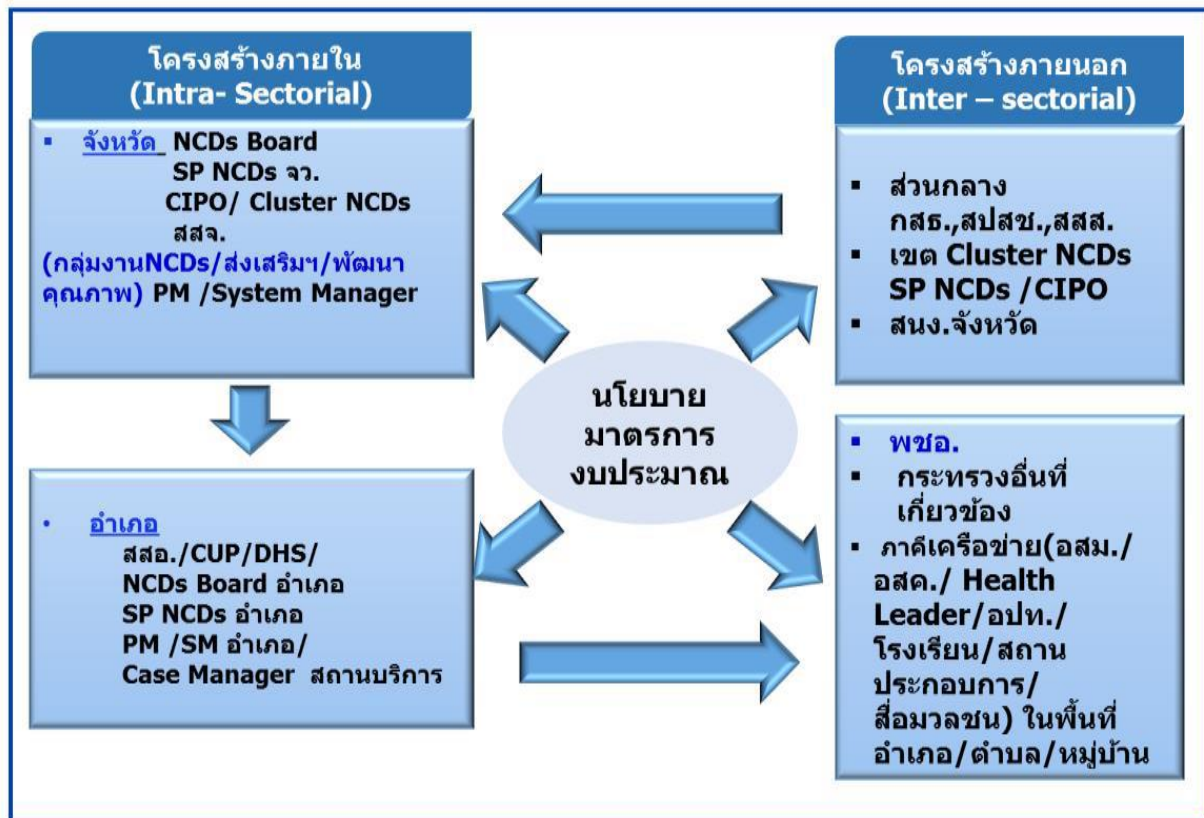 โครงสร้างภายใน
(Intra- Sectorial)
▪ จังหวัด NCDs Board
SP NCDs จว.
CIPO/ Cluster NCDs
สสจ.
(กลุ่มงานNCDs/ส่งเสริมฯ/พัฒนา
คุณภาพ) PM /System Manager
• อำเภอ
สสอ./CUP/DHS/
NCDs Board อำเภอ
SP NCDs อำเภอ
PM /SM อำเภอ/
Case Manager สถานบริการ
นโยบาย
มาตรการ
งบประมาณ
โครงสร้างภายนอก
(Inter – sectorial)
▪ ส่วนกลาง
กสธ.,สปสช.,สสส.
▪ เขต Cluster NCDs
SP NCDs /CIPO
▪ สนง.จังหวัด
▪ พชอ.
▪ กระทรวงอื่นที่
เกี่ยวข้อง
▪ ภาคีเครือข่าย(อสม./
อสค./ Health
Leader/อปท./
โรงเรียน/สถาน
ประกอบการ/
สื่อมวลชน) ในพื้นที่
อำเภอ/ตำบล/หมู่บ้าน